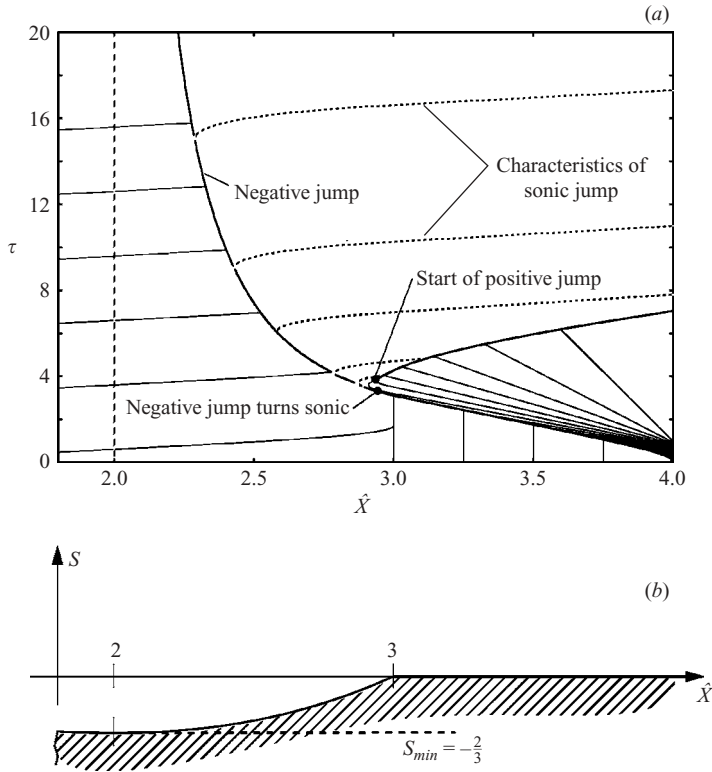 (a)
20
16
12
8
4
0
τ
Negative jump
Characteristics of
sonic jump
Start of positive jump
Negative jump turns sonic
2.0
2.5
3.0
3.5
4.0
X̂
(b)
S
2
3
X̂
S_min = −2/3